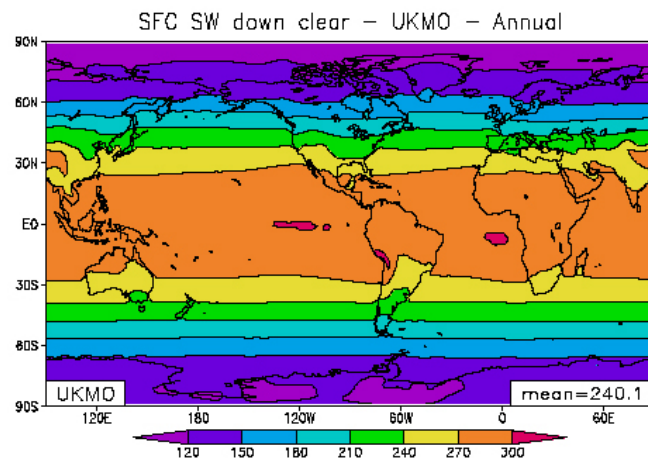 SFC SW down clear – UKMO – Annual
90N
60N
30N
EQ
30S
60S
90S
UKMO
mean=240.1
120E 180 120W 60W 0 60E
120 150 180 210 240 270 300